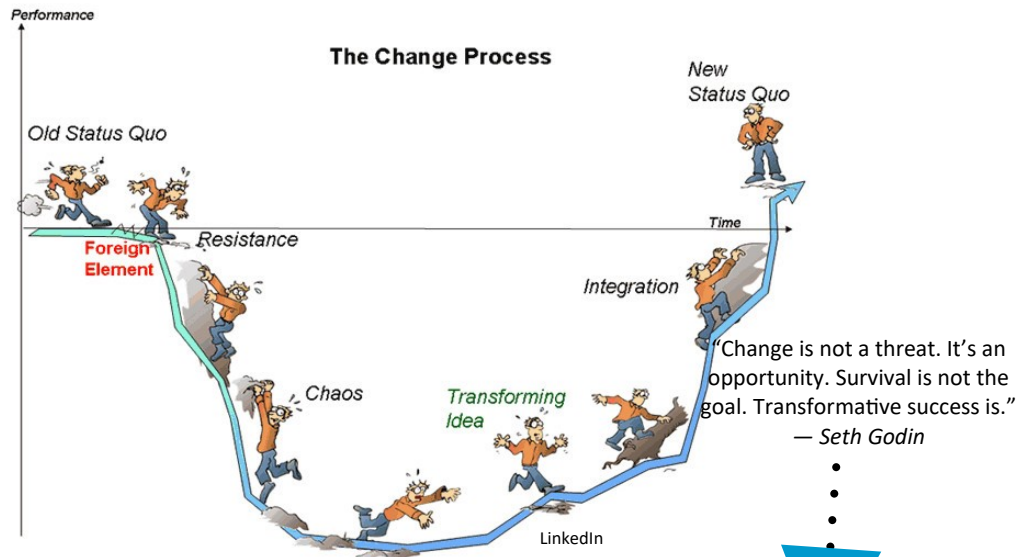 Performance
The Change Process
New
Status Quo
Old Status Quo
Time
Foreign
Element
Resistance
Integration
Chaos
Transforming
Idea
“Change is not a threat. It’s an
opportunity. Survival is not the
goal. Transformative success is.”
— Seth Godin
LinkedIn